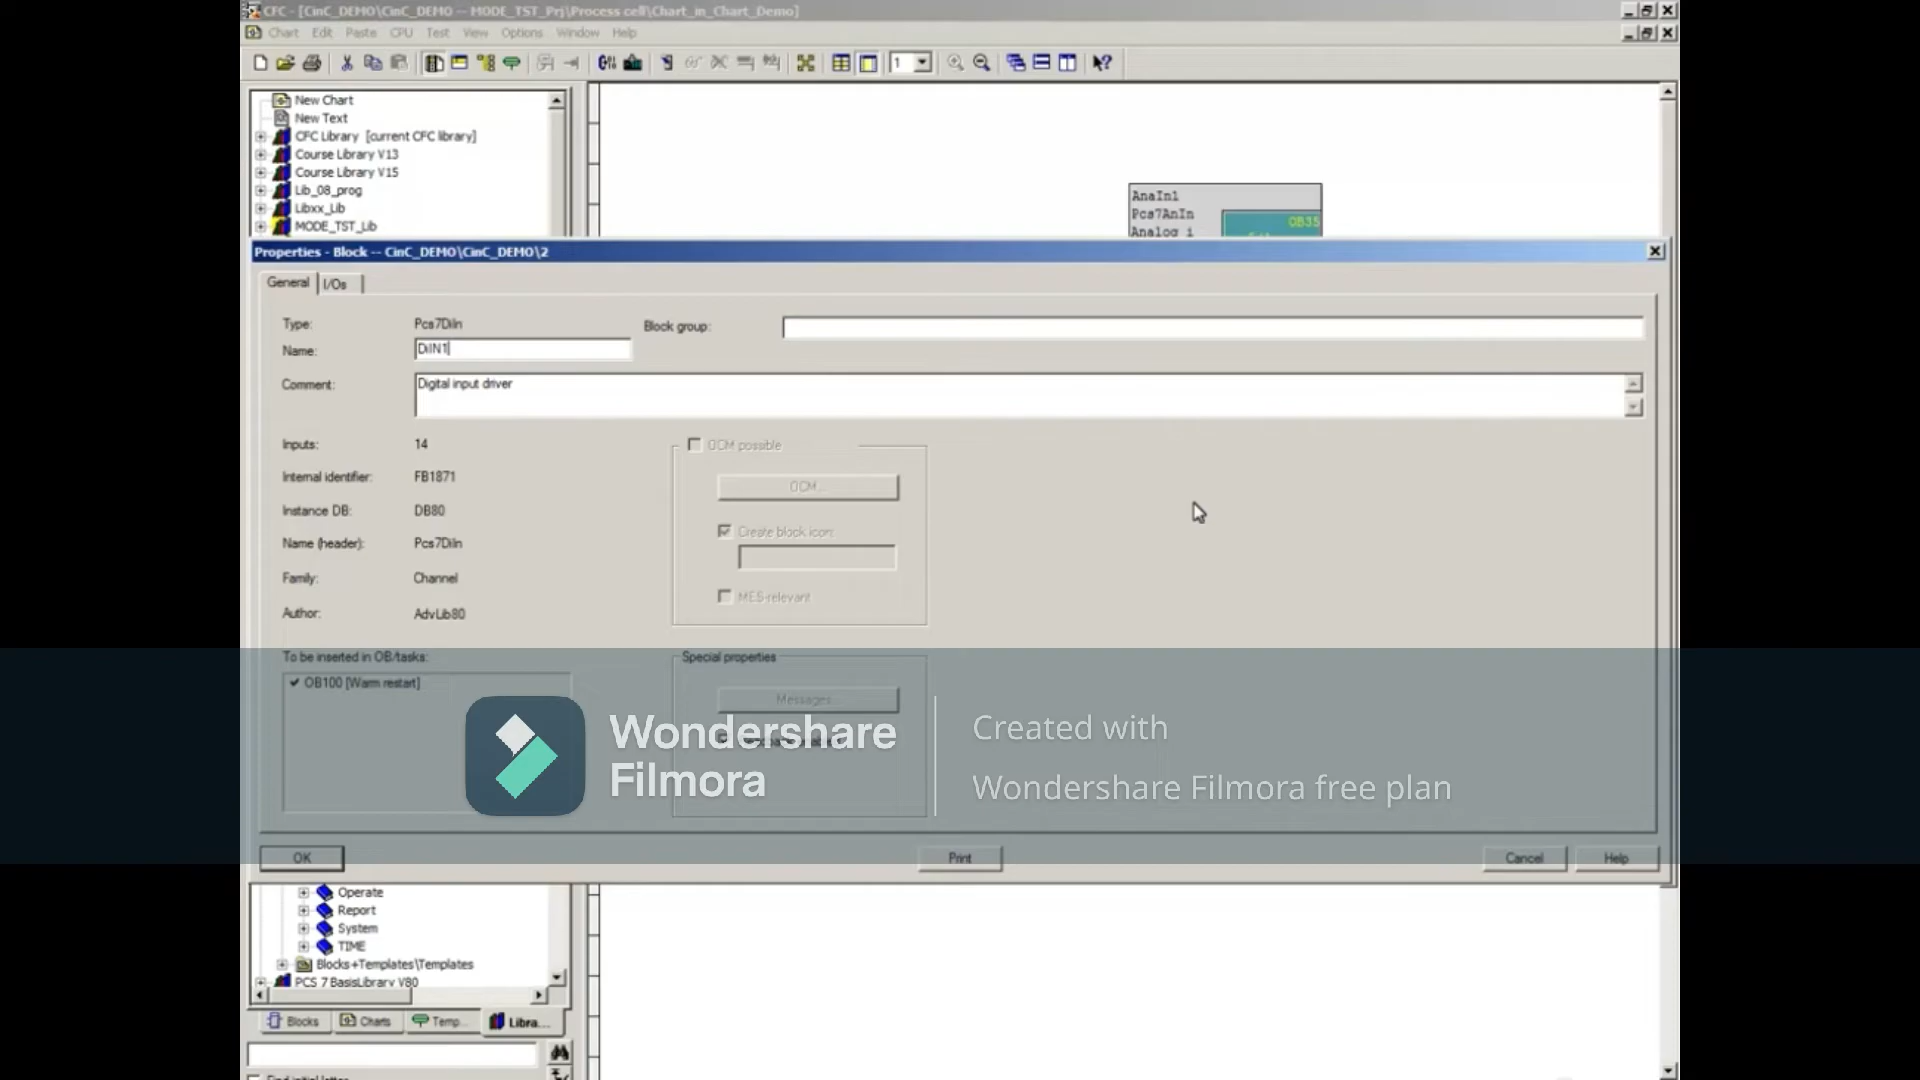 CFC - [CinC_DEMO\CinC_DEMO -- MODE_TST_Prj\Process cell\Chart_in_Chart_Demo]
Chart Edit Paste CPU Test View Options Window Help
1
New Chart
New Text
CFC Library [current CFC library]
Course Library V13
Course Library V15
Lib_08_prog
Libxx_Lib
MODE_TST_Lib
AnaIn1
Pcs7AnIn
Analog i
OB35
Properties - Block -- CinC_DEMO\CinC_DEMO\2
General
I/Os
Type:
Pcs7DiIn
Block group:
Name:
DiIN1
Comment:
Digital input driver
Inputs:
14
OCM possible
OCM...
Internal identifier:
FB1871
Instance DB:
DB80
Create block icon:
Name (header):
Pcs7DiIn
Family:
Channel
MES-relevant
Author:
AdvLib80
To be inserted in OB/tasks:
Special properties
OB100 [Warm restart]
Messages...
Wondershare
Filmora
Created with
Wondershare Filmora free plan
OK
Print
Cancel
Help
Operate
Report
System
TIME
Blocks+Templates\Templates
PCS 7 BasisLibrary V80
Blocks
Charts
Temp...
Libra...
Find initial letter